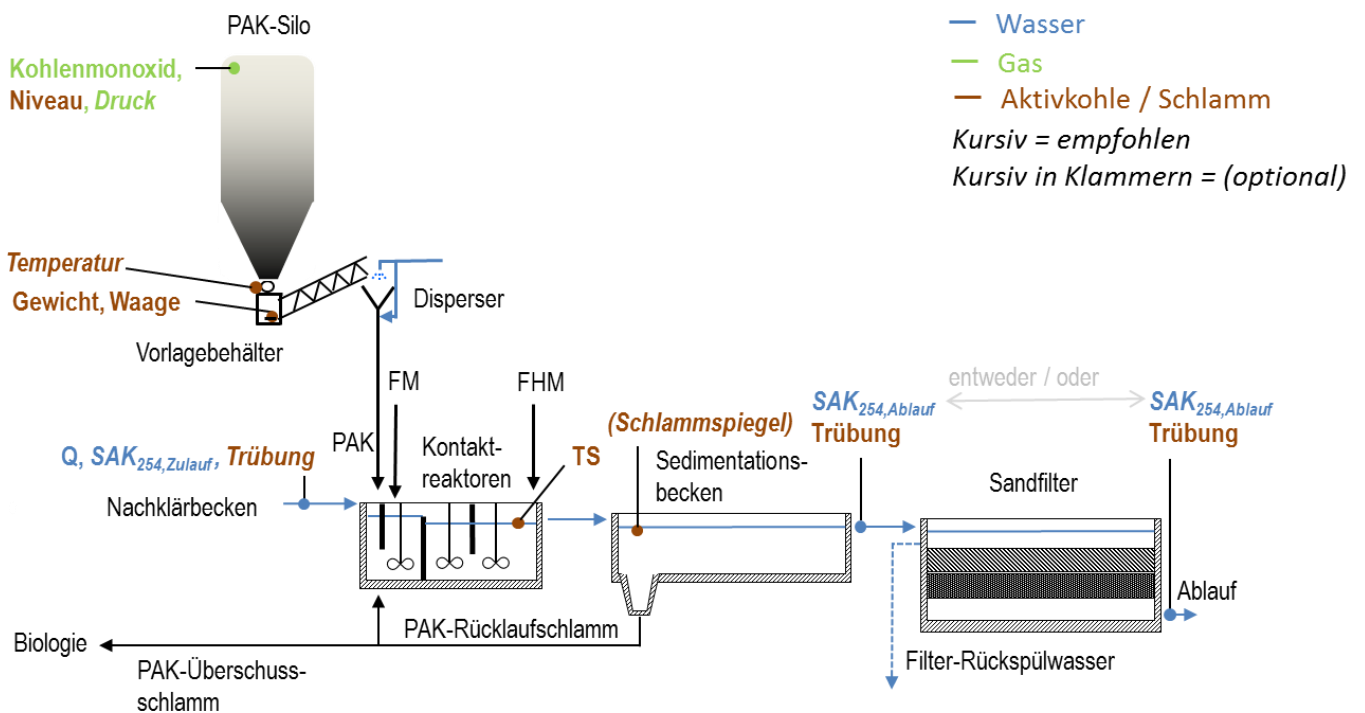 PAK-Silo
Kohlenmonoxid,
Niveau, Druck
Wasser
Gas
Aktivkohle / Schlamm
Kursiv = empfohlen
Kursiv in Klammern = (optional)
Temperatur
Gewicht, Waage
Vorlagebehälter
Disperser
FM
FHM
PAK
Kontakt-
reaktoren
TS
Q, SAK254,Zulauf, Trübung
Nachklärbecken
(Schlammspiegel)
Sedimentations-
becken
entweder / oder
SAK254,Ablauf
Trübung
SAK254,Ablauf
Trübung
Sandfilter
Ablauf
Filter-Rückspülwasser
PAK-Rücklaufschlamm
Biologie
PAK-Überschuss-
schlamm